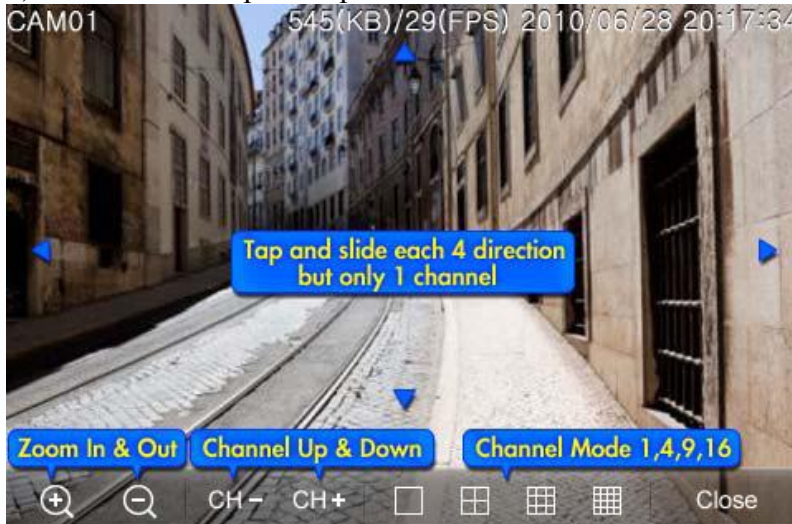 CAM01 545(KB)/29(FPS) 2010/06/28 20:17:34
Tap and slide each 4 direction
but only 1 channel
Zoom In & Out Channel Up & Down Channel Mode 1,4,9,16
CH - CH + Close